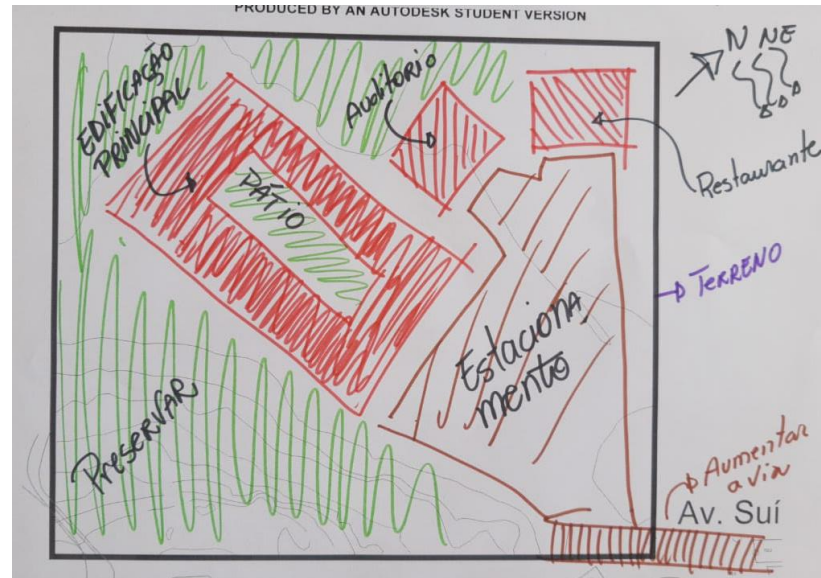 PRODUCED BY AN AUTODESK STUDENT VERSION
N NE
EDIFICAÇÃO
PRINCIPAL
Auditorio
Restaurante
PÁTIO
TERRENO
Estaciona
mento
Preservar
Aumentar
a via
Av. Suí